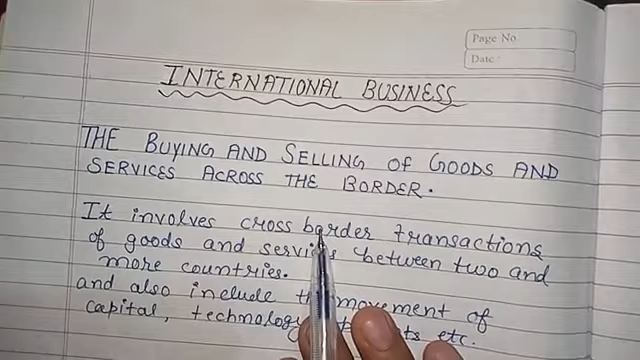 Page No
Date :
INTERNATIONAL BUSINESS
THE BUYING AND SELLING OF GOODS AND
SERVICES ACROSS THE BORDER.
It involves cross border transactions
of goods and services between two and
more countries.
and also include the movement of
capital, technology etc.